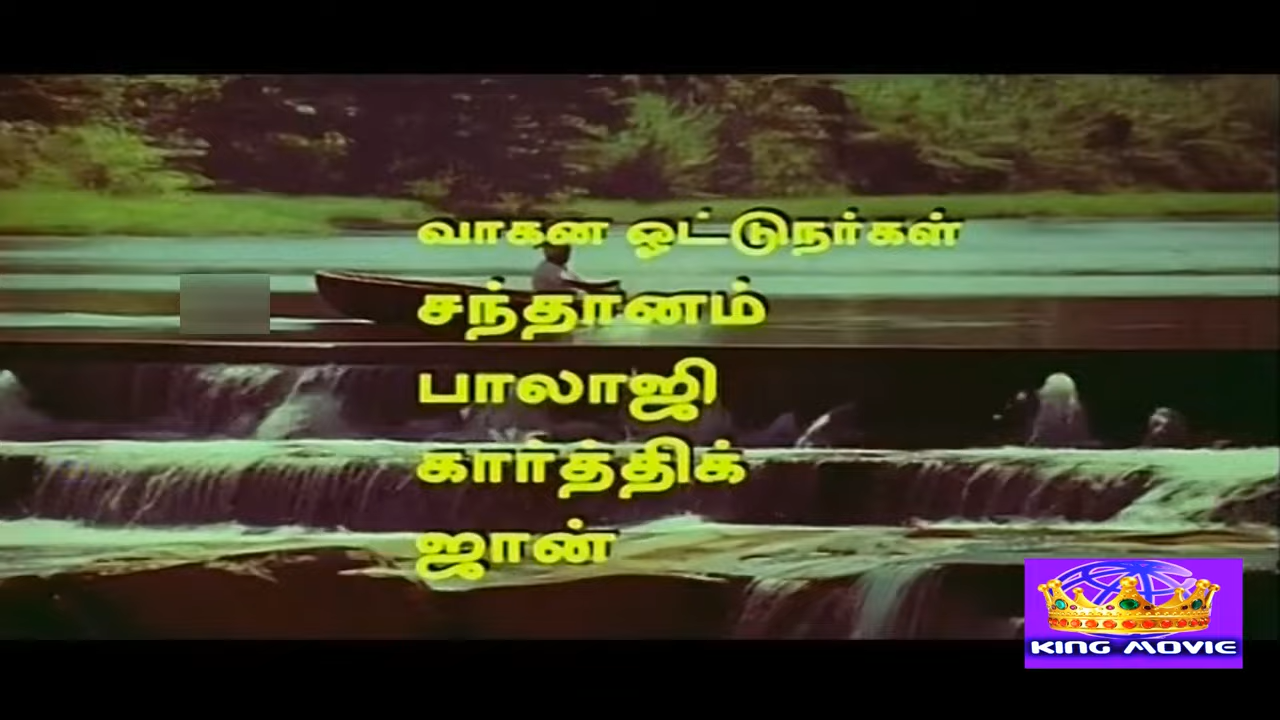 வாகன ஓட்டுநர்கள்
சந்தானம்
பாலாஜி
கார்த்திக்
ஜான்
KING MOVIE